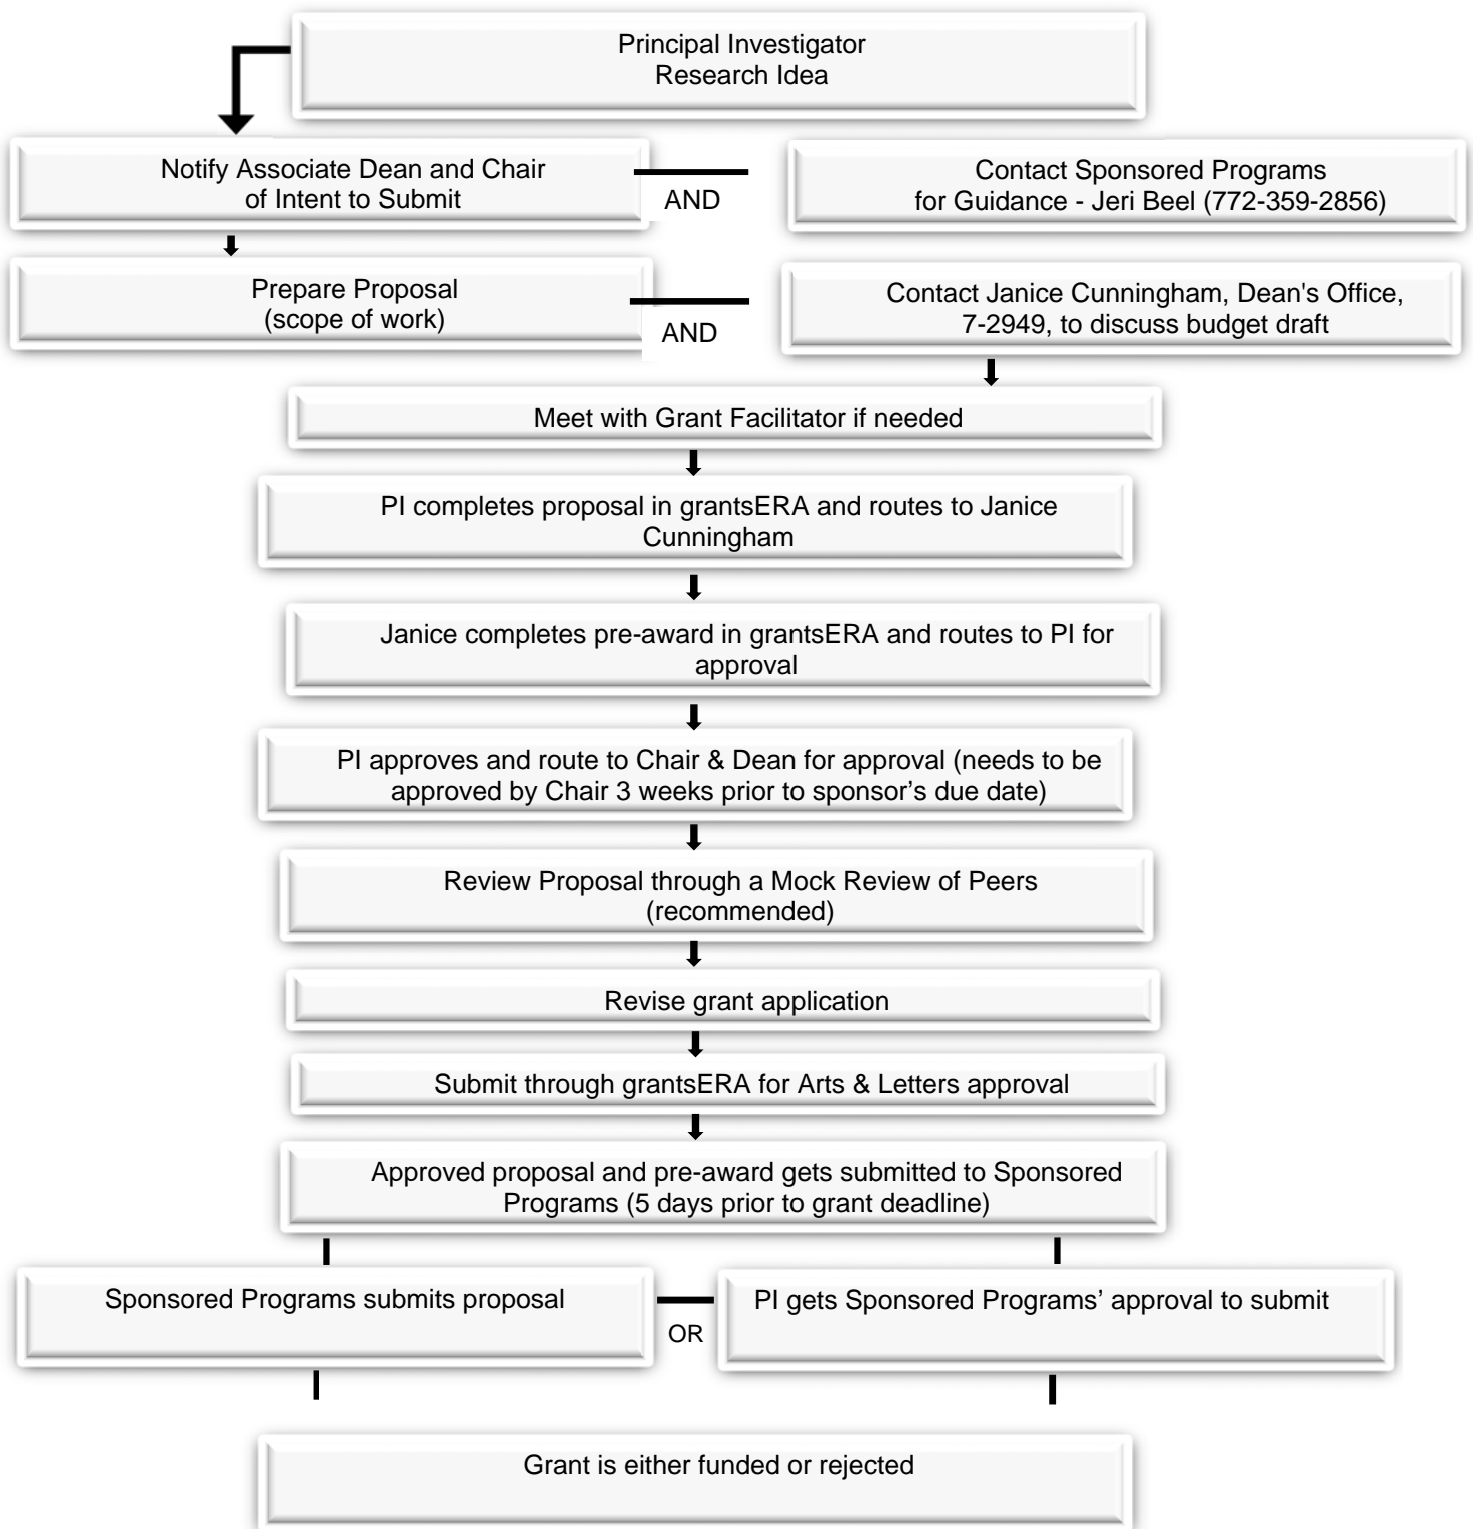 Principal Investigator
Research Idea
Notify Associate Dean and Chair
of Intent to Submit
AND
Contact Sponsored Programs
for Guidance - Jeri Beel (772-359-2856)
Prepare Proposal
(scope of work)
AND
Contact Janice Cunningham, Dean's Office,
7-2949, to discuss budget draft
Meet with Grant Facilitator if needed
PI completes proposal in grantsERA and routes to Janice
Cunningham
Janice completes pre-award in grantsERA and routes to PI for
approval
PI approves and route to Chair & Dean for approval (needs to be
approved by Chair 3 weeks prior to sponsor’s due date)
Review Proposal through a Mock Review of Peers
(recommended)
Revise grant application
Submit through grantsERA for Arts & Letters approval
Approved proposal and pre-award gets submitted to Sponsored
Programs (5 days prior to grant deadline)
Sponsored Programs submits proposal
OR
PI gets Sponsored Programs’ approval to submit
Grant is either funded or rejected